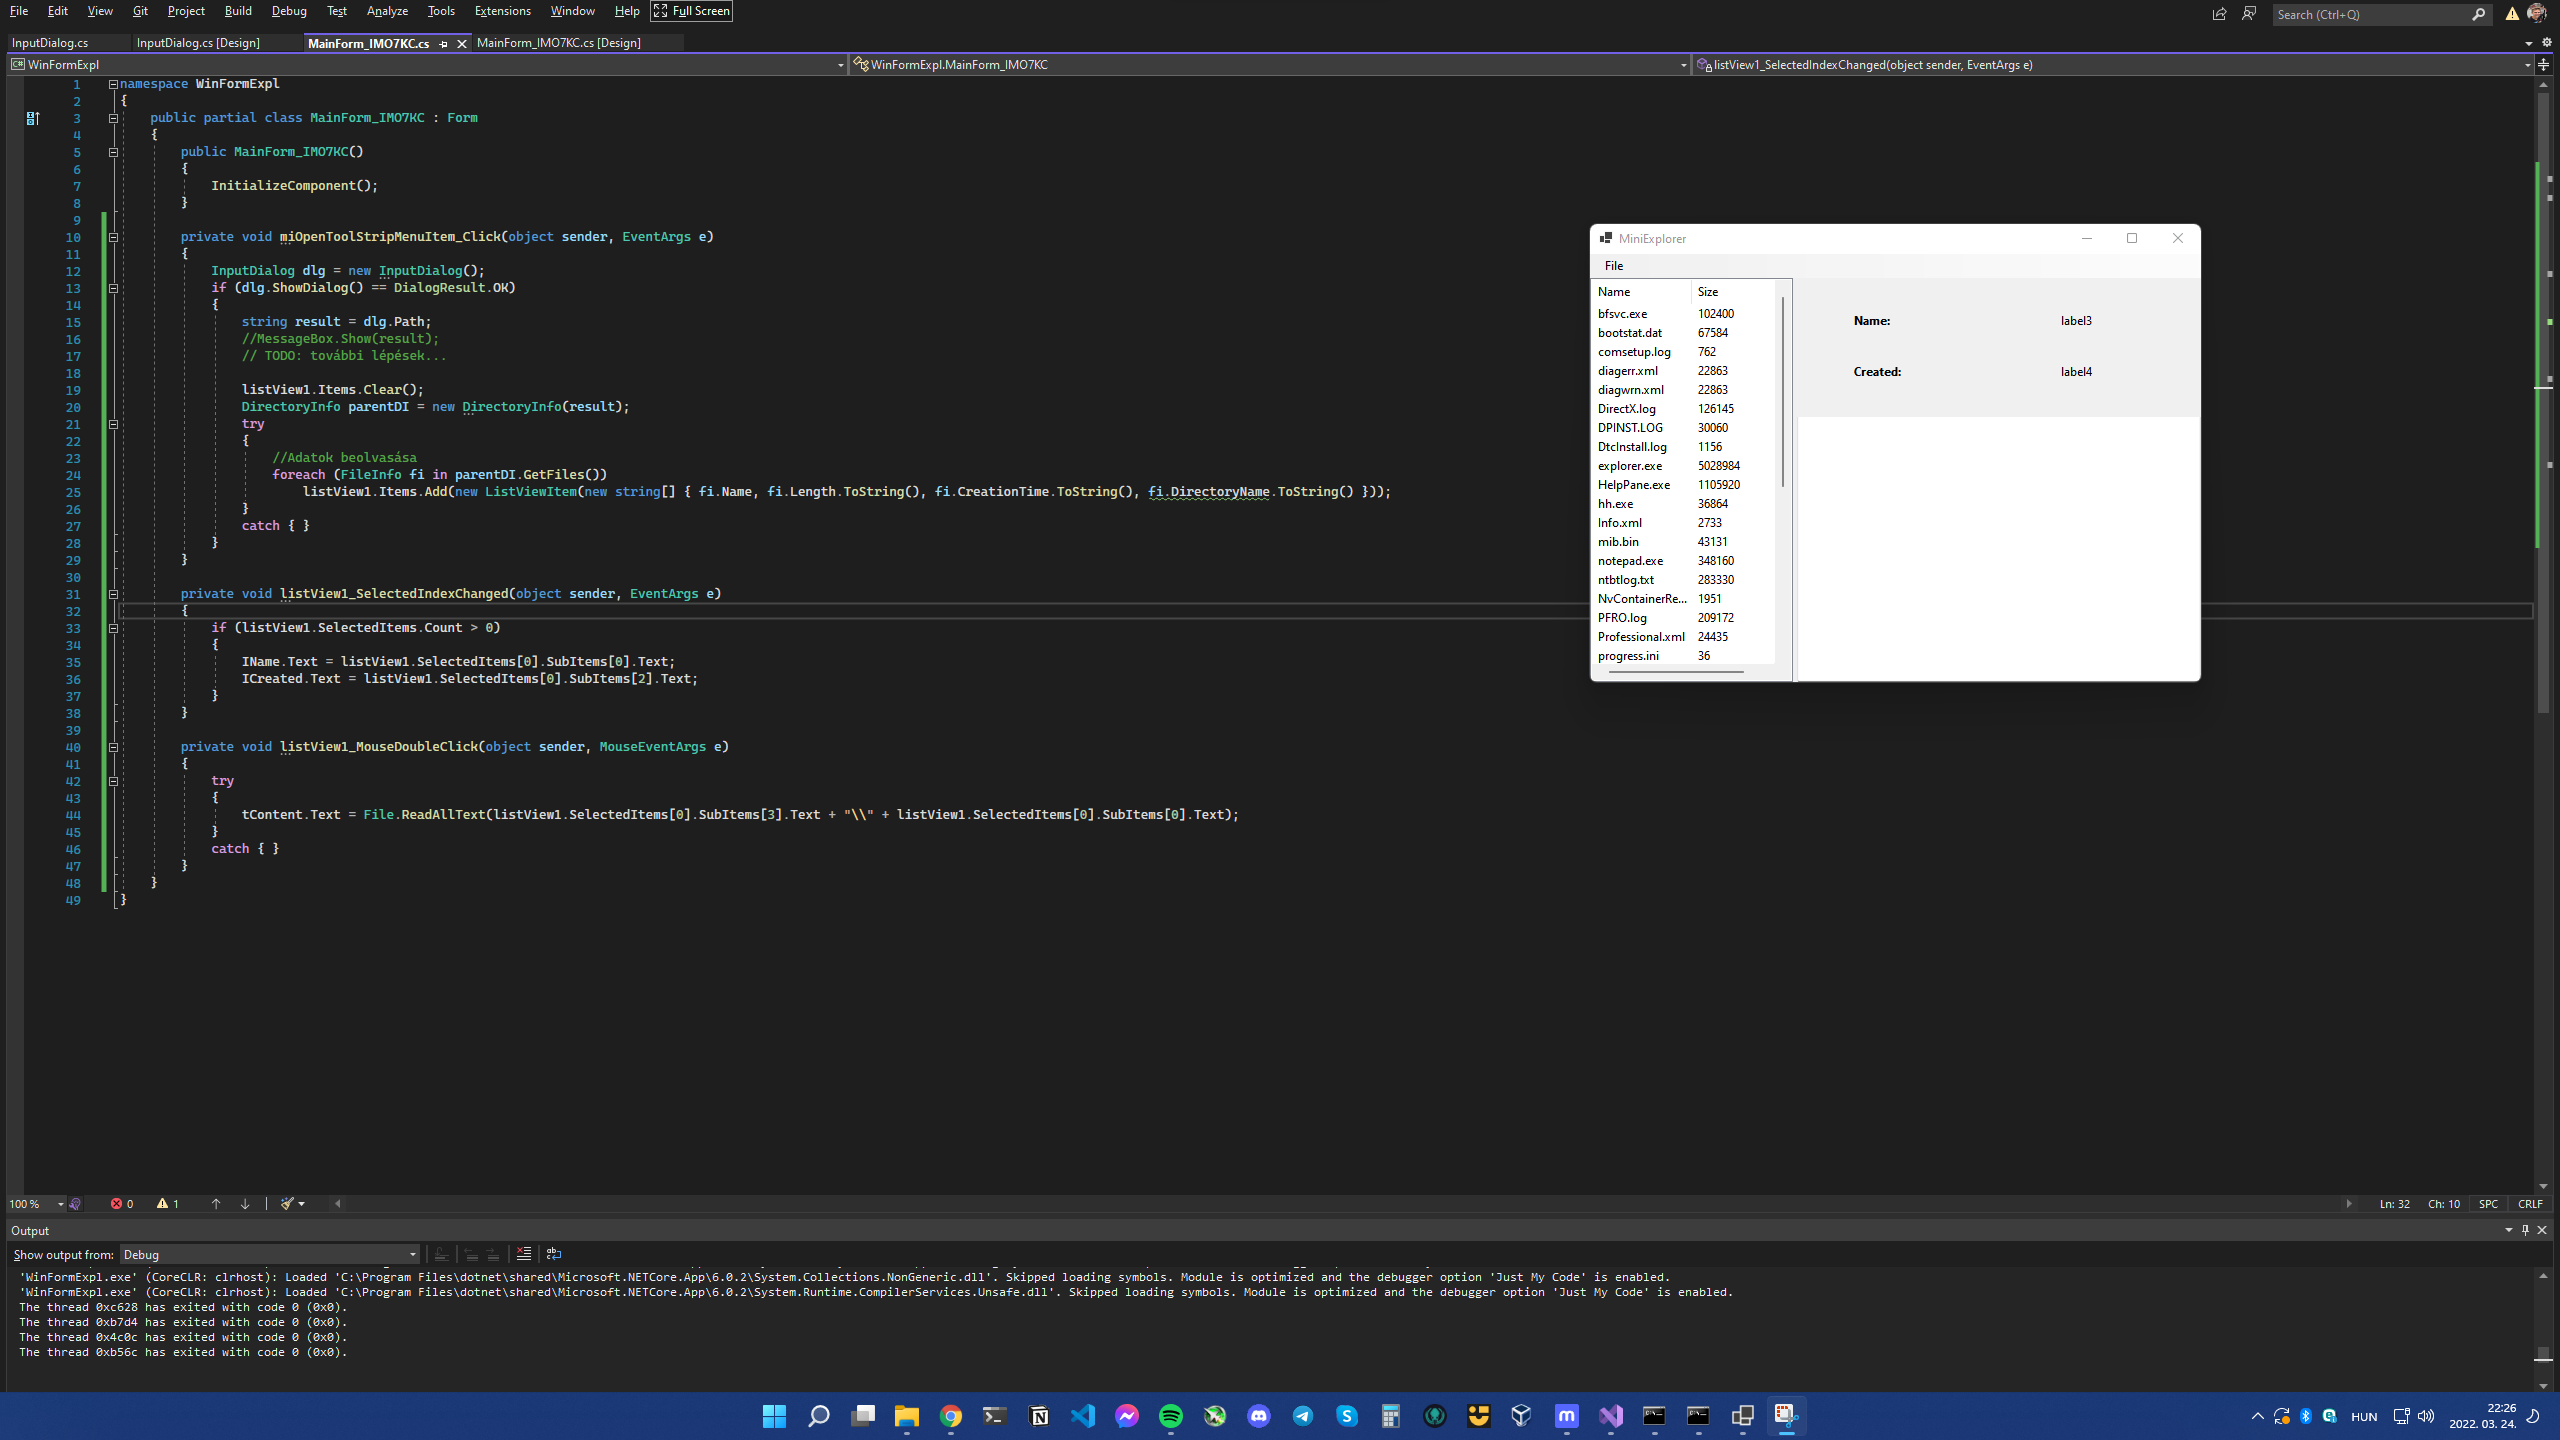 File Edit View Git Project Build Debug Test Analyze Tools Extensions Window Help Full Screen
Search (Ctrl+Q)
InputDialog.cs InputDialog.cs [Design] MainForm_IMO7KC.cs MainForm_IMO7KC.cs [Design]
WinFormExpl WinFormExpl.MainForm_IMO7KC listView1_SelectedIndexChanged(object sender, EventArgs e)
1 namespace WinFormExpl
2 {
3 public partial class MainForm_IMO7KC : Form
4 {
5 public MainForm_IMO7KC()
6 {
7 InitializeComponent();
8 }
9
10 private void miOpenToolStripMenuItem_Click(object sender, EventArgs e)
11 {
12 InputDialog dlg = new InputDialog();
13 if (dlg.ShowDialog() == DialogResult.OK)
14 {
15 string result = dlg.Path;
16 //MessageBox.Show(result);
17 // TODO: további lépések...
18
19 listView1.Items.Clear();
20 DirectoryInfo parentDI = new DirectoryInfo(result);
21 try
22 {
23 //Adatok beolvasása
24 foreach (FileInfo fi in parentDI.GetFiles())
25 listView1.Items.Add(new ListViewItem(new string[] { fi.Name, fi.Length.ToString(), fi.CreationTime.ToString(), fi.DirectoryName.ToString() }));
26 }
27 catch { }
28 }
29 }
30
31 private void listView1_SelectedIndexChanged(object sender, EventArgs e)
32 {
33 if (listView1.SelectedItems.Count > 0)
34 {
35 IName.Text = listView1.SelectedItems[0].SubItems[0].Text;
36 ICreated.Text = listView1.SelectedItems[0].SubItems[2].Text;
37 }
38 }
39
40 private void listView1_MouseDoubleClick(object sender, MouseEventArgs e)
41 {
42 try
43 {
44 tContent.Text = File.ReadAllText(listView1.SelectedItems[0].SubItems[3].Text + "\\" + listView1.SelectedItems[0].SubItems[0].Text);
45 }
46 catch { }
47 }
48 }
49 }
MiniExplorer
File
Name Size
bfsvc.exe 102400
bootstat.dat 67584
comsetup.log 762
diagerr.xml 22863
diagwrn.xml 22863
DirectX.log 126145
DPINST.LOG 30060
DtcInstall.log 1156
explorer.exe 5028984
HelpPane.exe 1105920
hh.exe 36864
Info.xml 2733
mib.bin 43131
notepad.exe 348160
ntbtlog.txt 283330
NvContainerRe... 1951
PFRO.log 209172
Professional.xml 24435
progress.ini 36
Name: label3
Created: label4
100 % 0 1 Ln: 32 Ch: 10 SPC CRLF
Output
Show output from: Debug
'WinFormExpl.exe' (CoreCLR: clrhost): Loaded 'C:\Program Files\dotnet\shared\Microsoft.NETCore.App\6.0.2\System.Collections.NonGeneric.dll'. Skipped loading symbols. Module is optimized and the debugger option 'Just My Code' is enabled.
'WinFormExpl.exe' (CoreCLR: clrhost): Loaded 'C:\Program Files\dotnet\shared\Microsoft.NETCore.App\6.0.2\System.Runtime.CompilerServices.Unsafe.dll'. Skipped loading symbols. Module is optimized and the debugger option 'Just My Code' is enabled.
The thread 0xc628 has exited with code 0 (0x0).
The thread 0xb7d4 has exited with code 0 (0x0).
The thread 0x4c0c has exited with code 0 (0x0).
The thread 0xb56c has exited with code 0 (0x0).
HUN 22:26
2022. 03. 24.